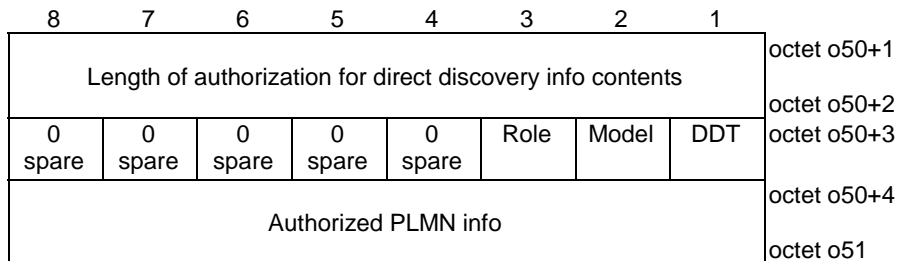 8 7 6 5 4 3 2 1
octet o50+1
Length of authorization for direct discovery info contents
octet o50+2
0 0 0 0 0 Role Model DDT octet o50+3
spare spare spare spare spare
octet o50+4
Authorized PLMN info
octet o51